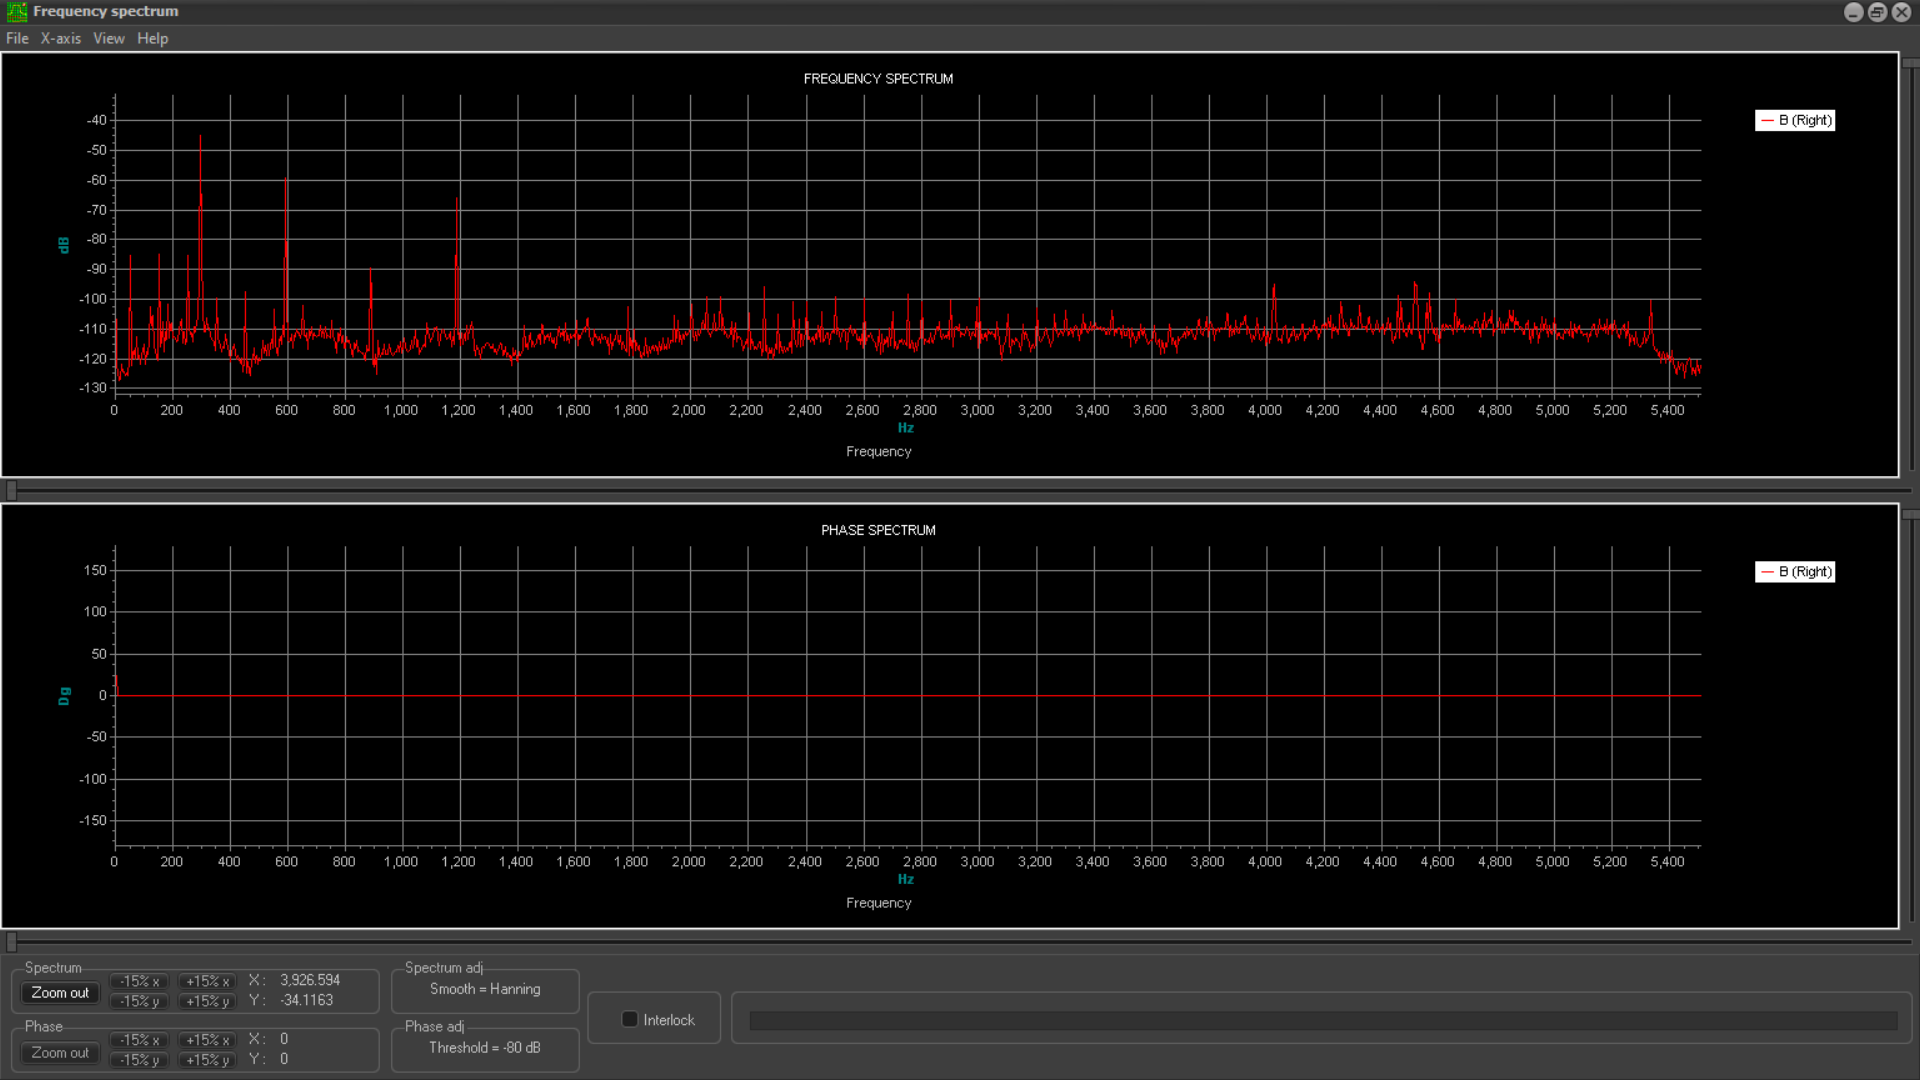 Frequency spectrum
File X-axis View Help
FREQUENCY SPECTRUM
B (Right)
-40
-50
-60
-70
-80
-90
-100
-110
-120
-130
dB
0 200 400 600 800 1,000 1,200 1,400 1,600 1,800 2,000 2,200 2,400 2,600 2,800 3,000 3,200 3,400 3,600 3,800 4,000 4,200 4,400 4,600 4,800 5,000 5,200 5,400
Hz
Frequency
PHASE SPECTRUM
B (Right)
150
100
50
0
-50
-100
-150
Dg
0 200 400 600 800 1,000 1,200 1,400 1,600 1,800 2,000 2,200 2,400 2,600 2,800 3,000 3,200 3,400 3,600 3,800 4,000 4,200 4,400 4,600 4,800 5,000 5,200 5,400
Hz
Frequency
Spectrum
Zoom out
-15% x +15% x X : 3,926.594
-15% y +15% y Y : -34.1163
Spectrum adj
Smooth = Hanning
Phase
Zoom out
-15% x +15% x X : 0
-15% y +15% y Y : 0
Phase adj
Threshold = -80 dB
Interlock